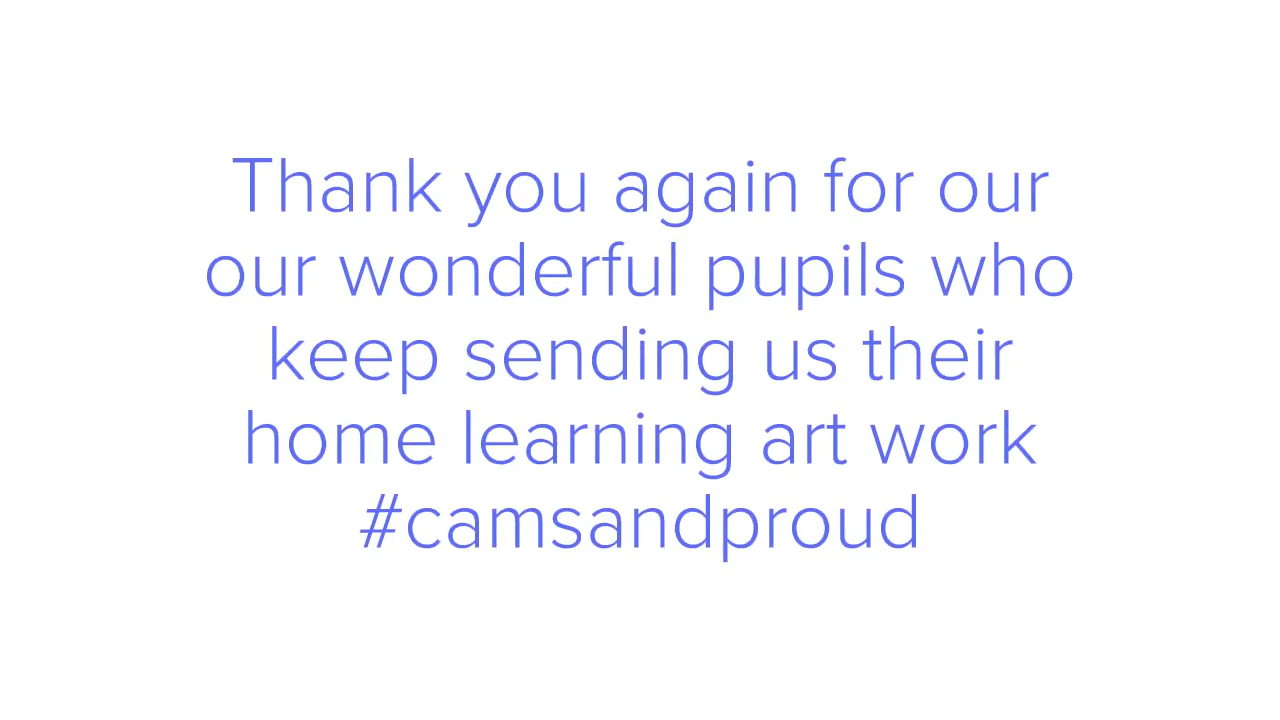 Thank you again for our
our wonderful pupils who
keep sending us their
home learning art work
#camsandproud